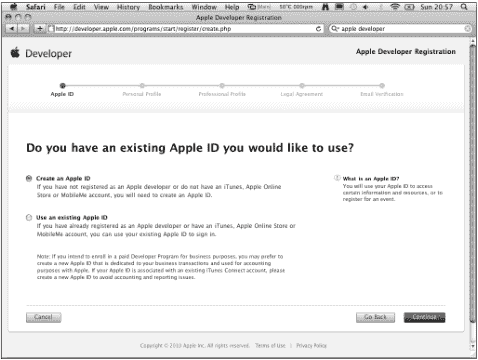 Safari File Edit View History Bookmarks Window Help 50°C 000rpm Sun 20:57
Apple Developer Registration
http://developer.apple.com/programs/start/register/create.php
apple developer
Developer
Apple Developer Registration
Apple ID Personal Profile Professional Profile Legal Agreement Email Verification
Do you have an existing Apple ID you would like to use?
Create an Apple ID
If you have not registered as an Apple developer or do not have an iTunes, Apple Online
Store or MobileMe account, you will need to create an Apple ID.
Use an existing Apple ID
If you have already registered as an Apple developer or have an iTunes, Apple Online Store or
MobileMe account, you can use your existing Apple ID to sign in.
Note: If you intend to enroll in a paid Developer Program for business purposes, you may prefer to
create a new Apple ID that is dedicated to your business transactions and used for accounting
purposes with Apple. If your Apple ID is associated with an existing iTunes Connect account, please
create a new Apple ID to avoid accounting and reporting issues.
What is an Apple ID?
You will use your Apple ID to access
certain information and resources, or to
register for an event.
Cancel Go Back Continue
Copyright © 2010 Apple Inc. All rights reserved. Terms of Use | Privacy Policy